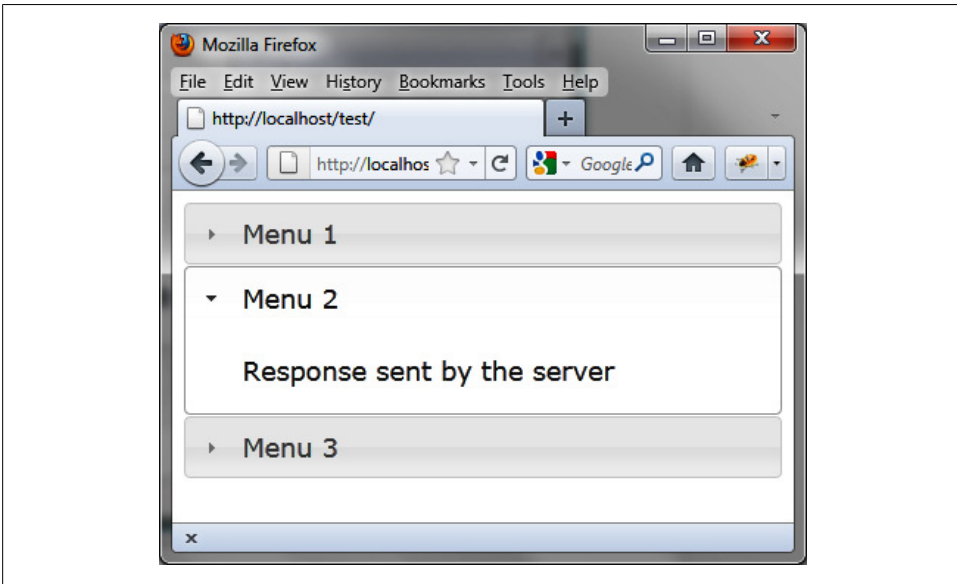 Mozilla Firefox
File Edit View History Bookmarks Tools Help
http://localhost/test/
http://localhos Google
Menu 1
Menu 2
Response sent by the server
Menu 3